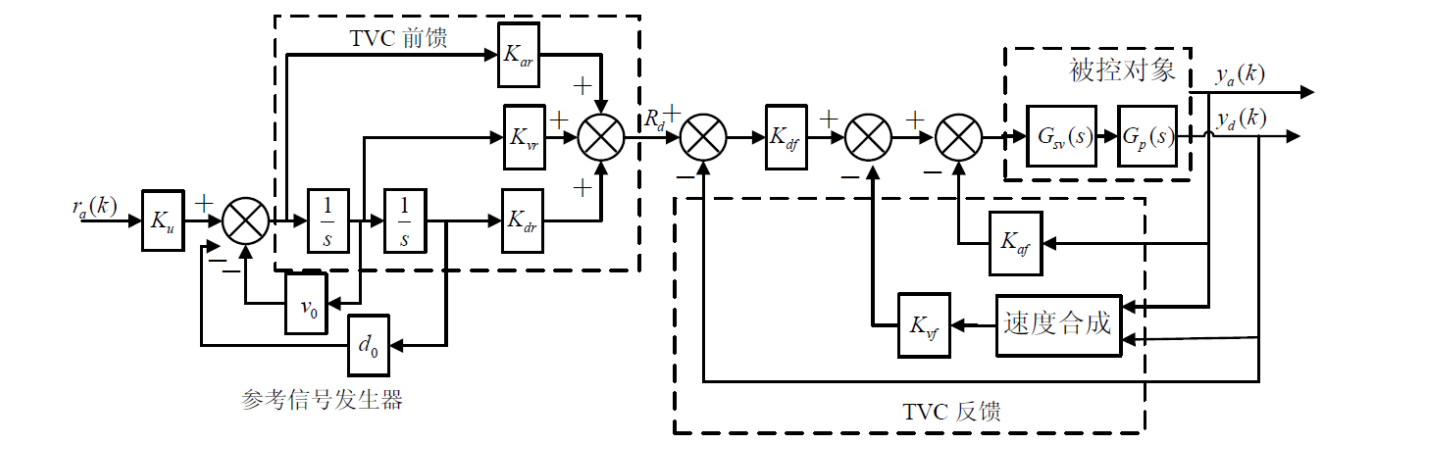 TVC 前馈
K_ar
+
K_vr
+
+
r_a(k)
K_u
+
1/s
1/s
K_dr
−
−
v_0
d_0
参考信号发生器
R_d
+
−
K_df
+
−
+
−
被控对象
G_sv(s)
G_p(s)
y_a(k)
y_d(k)
K_af
K_vf
速度合成
TVC 反馈